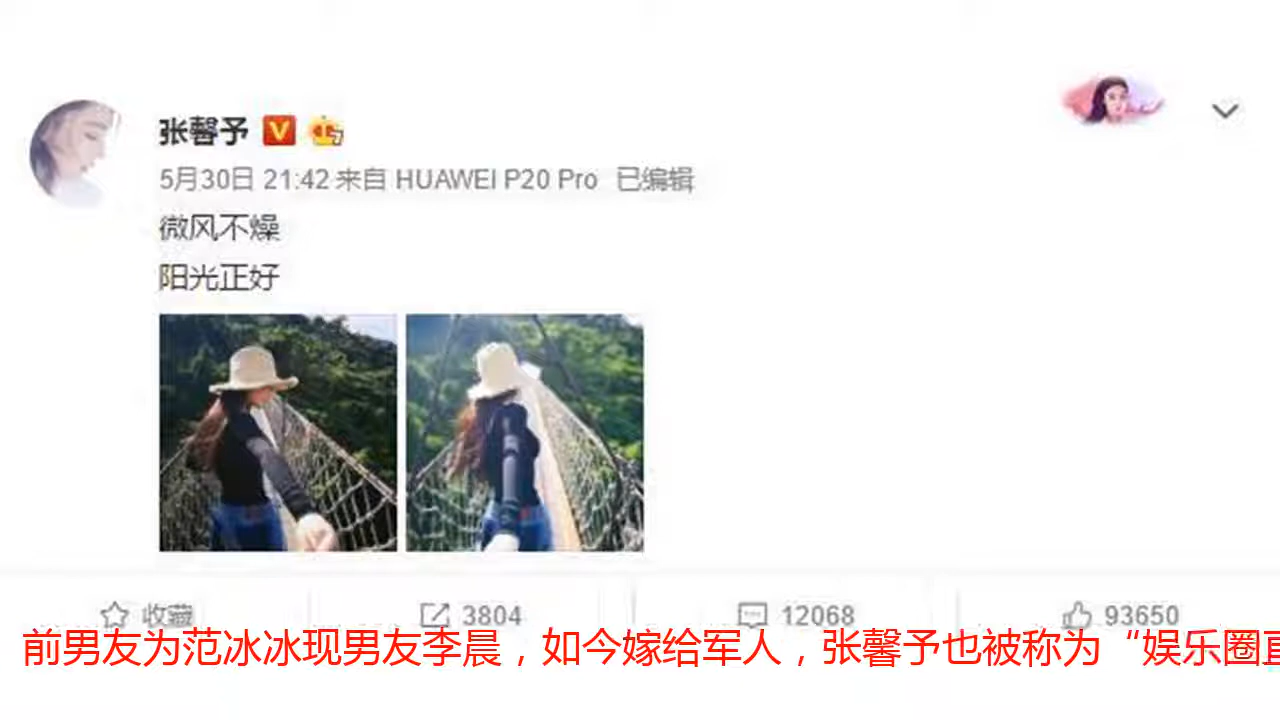 张馨予
5月30日 21:42 来自 HUAWEI P20 Pro 已编辑
微风不燥
阳光正好
收藏 3804 12068 93650
前男友为范冰冰现男友李晨，如今嫁给军人，张馨予也被称为“娱乐圈直